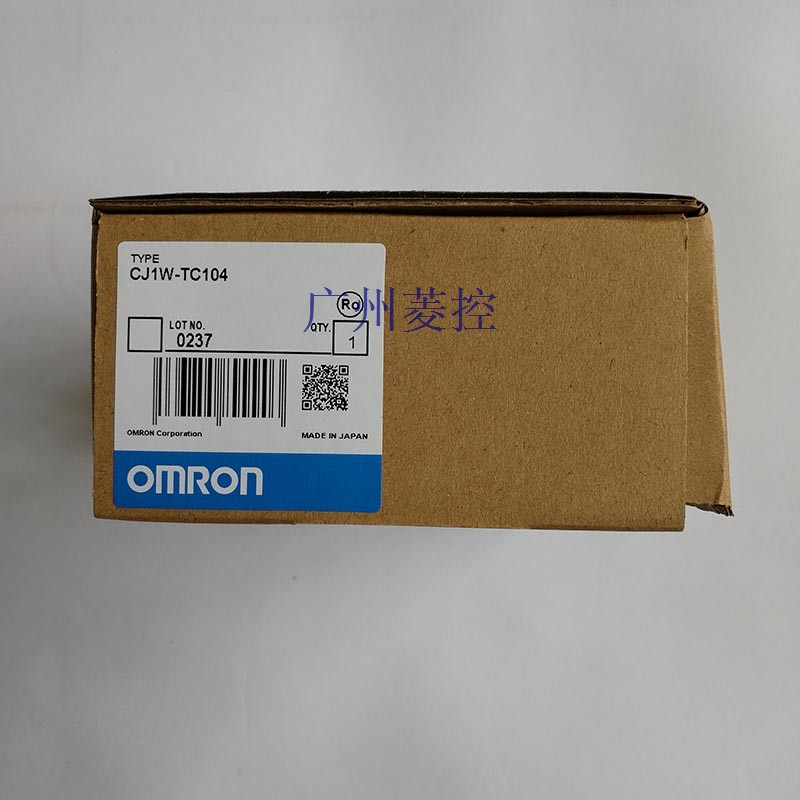 TYPE
CJ1W-TC104
Ro
广州菱控
LOT NO.
0237
QTY.
1
OMRON Corporation
MADE IN JAPAN
OMRON